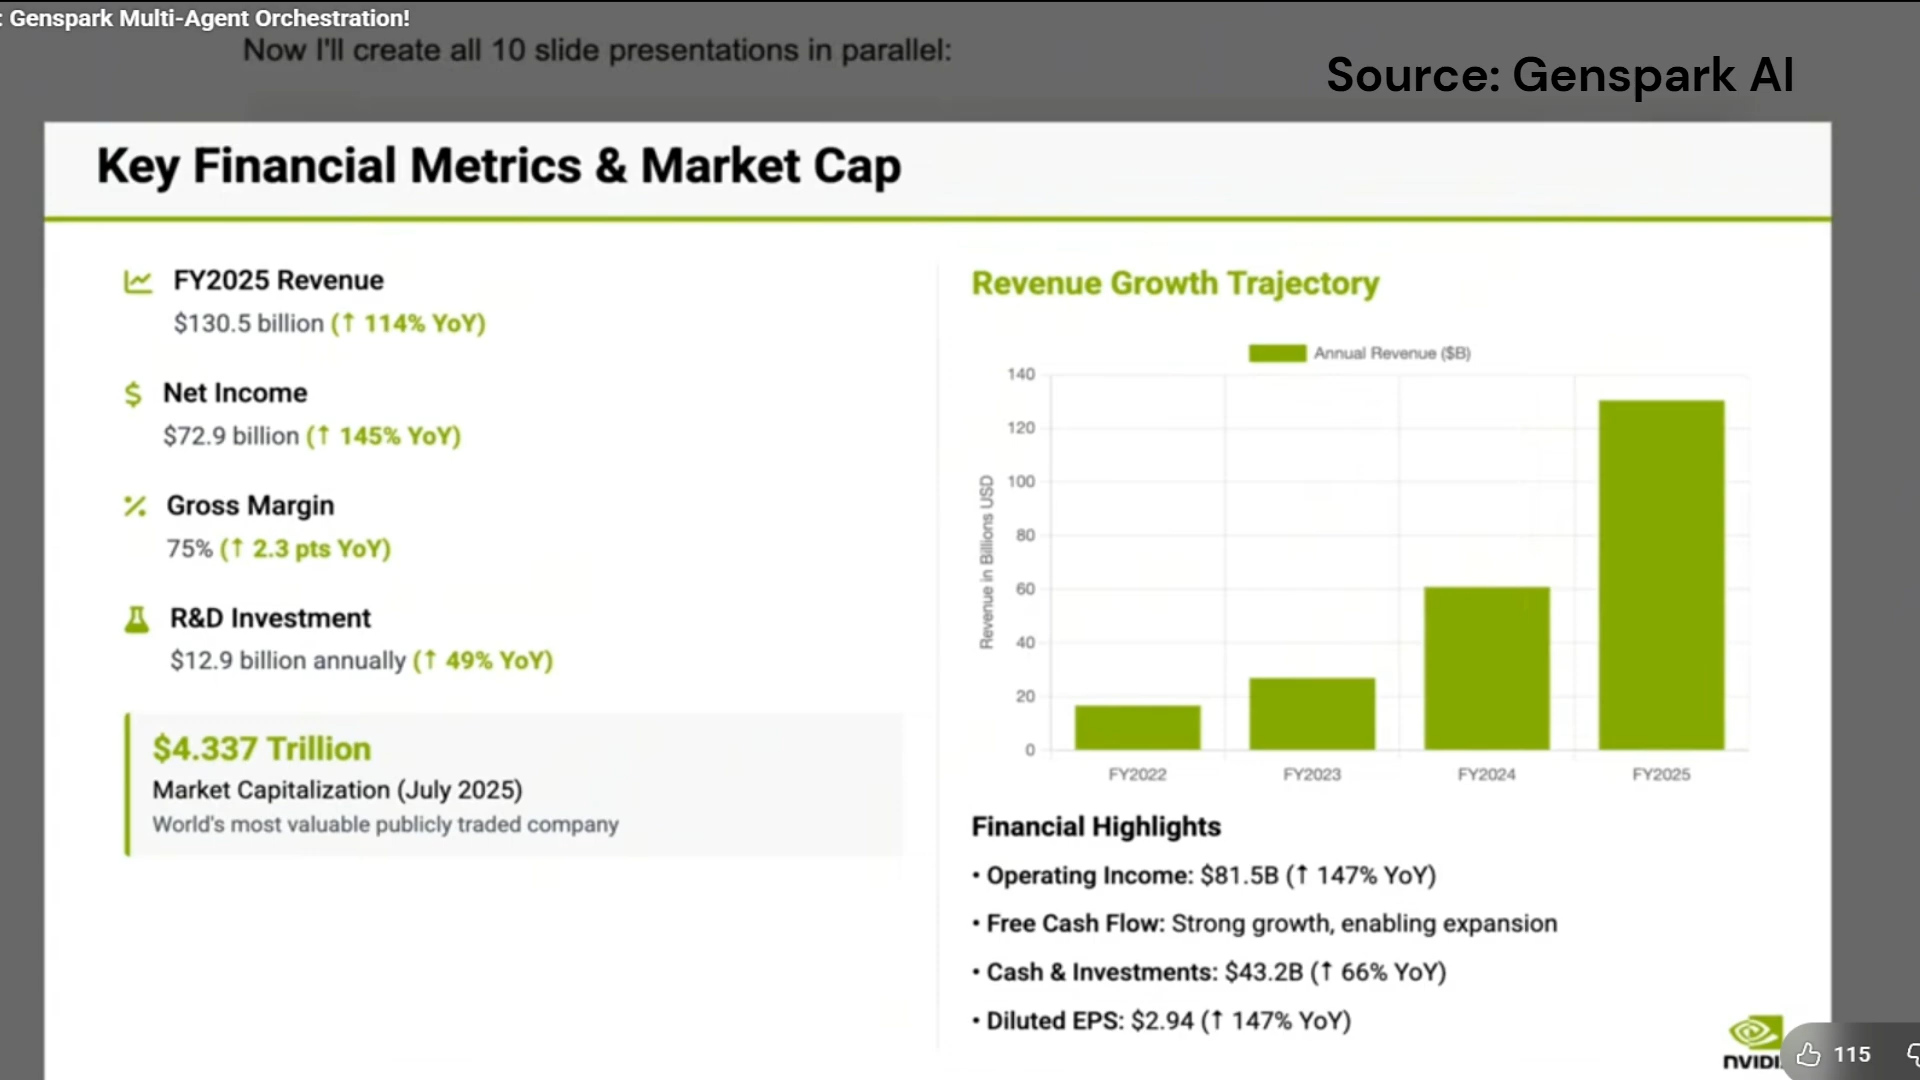 : Genspark Multi-Agent Orchestration!
Now I'll create all 10 slide presentations in parallel:
Source: Genspark AI
Key Financial Metrics & Market Cap
FY2025 Revenue
$130.5 billion (↑ 114% YoY)
Net Income
$72.9 billion (↑ 145% YoY)
Gross Margin
75% (↑ 2.3 pts YoY)
R&D Investment
$12.9 billion annually (↑ 49% YoY)
$4.337 Trillion
Market Capitalization (July 2025)
World's most valuable publicly traded company
Revenue Growth Trajectory
Annual Revenue ($B)
Revenue in Billions USD
140
120
100
80
60
40
20
0
FY2022 FY2023 FY2024 FY2025
Financial Highlights
• Operating Income: $81.5B (↑ 147% YoY)
• Free Cash Flow: Strong growth, enabling expansion
• Cash & Investments: $43.2B (↑ 66% YoY)
• Diluted EPS: $2.94 (↑ 147% YoY)
NVIDI
115